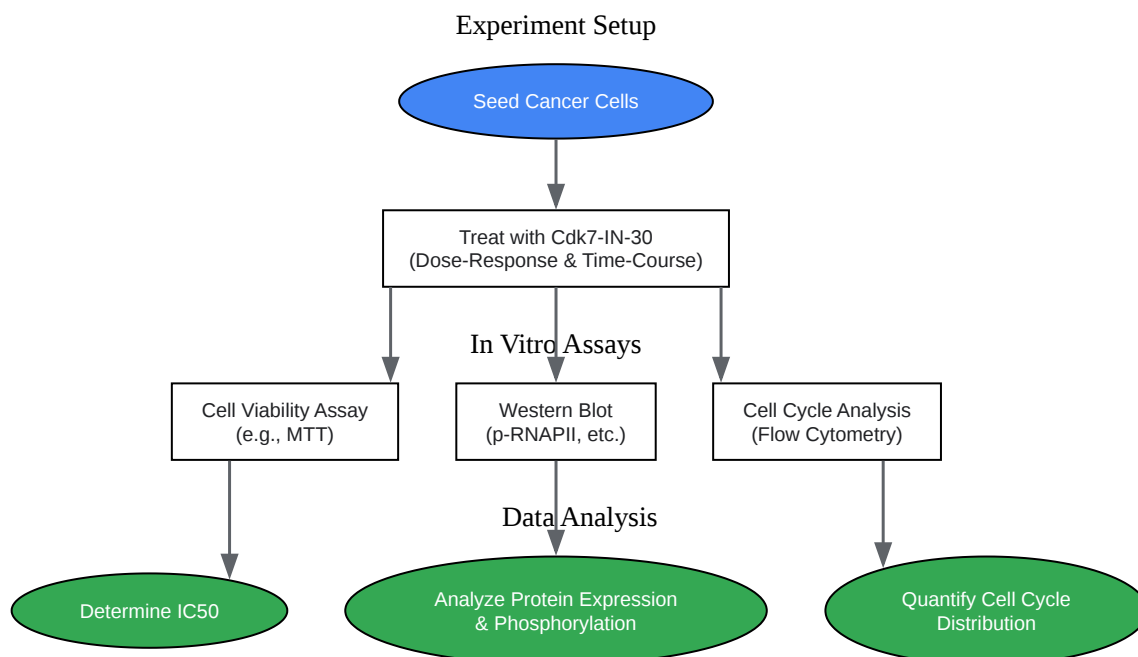 Experiment Setup
Seed Cancer Cells
Treat with Cdk7-IN-30
(Dose-Response & Time-Course)
In Vitro Assays
Cell Viability Assay
(e.g., MTT)
Western Blot
(p-RNAPII, etc.)
Cell Cycle Analysis
(Flow Cytometry)
Data Analysis
Determine IC50
Analyze Protein Expression
& Phosphorylation
Quantify Cell Cycle
Distribution